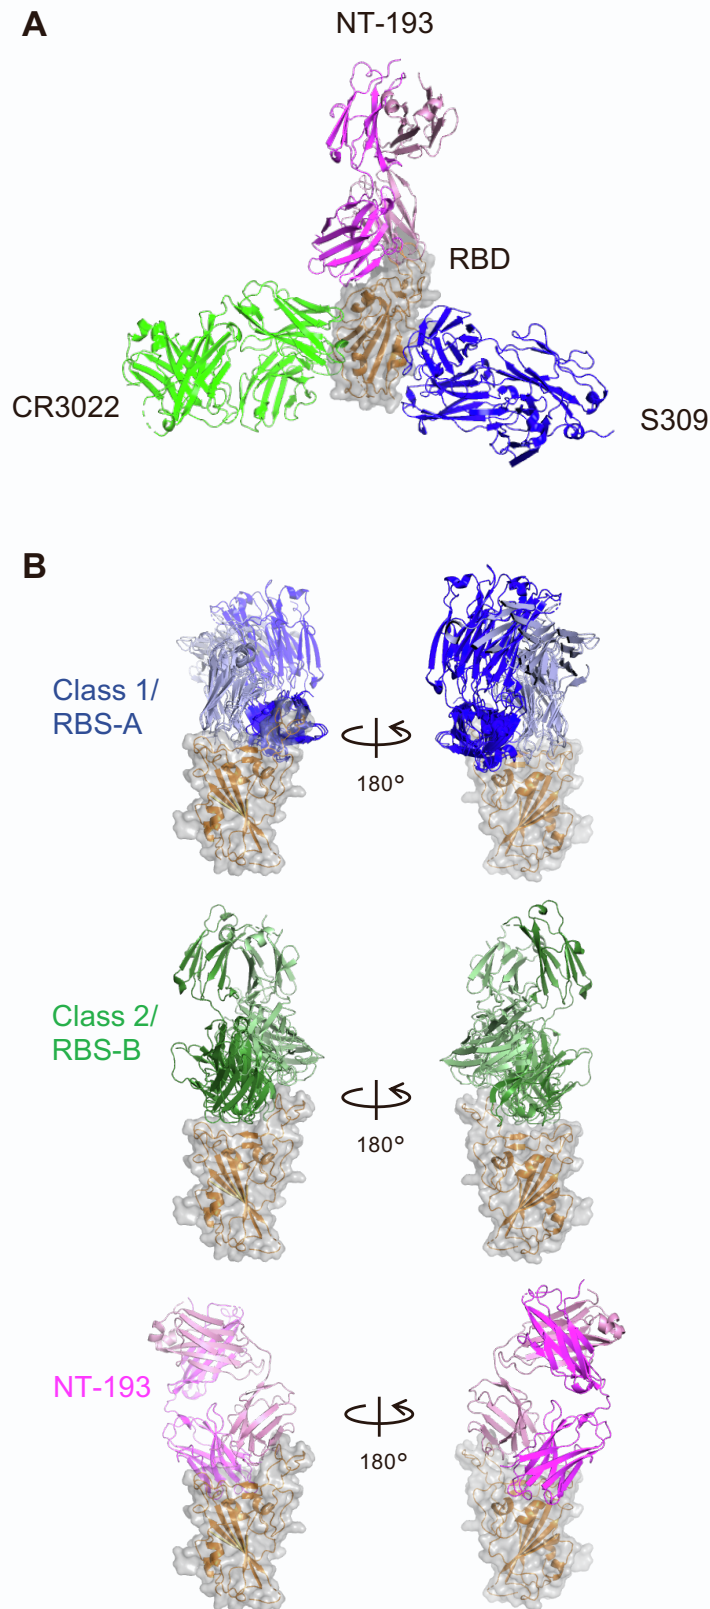 A
NT-193
RBD
CR3022
S309
B
Class 1/
RBS-A
180°
Class 2/
RBS-B
180°
NT-193
180°